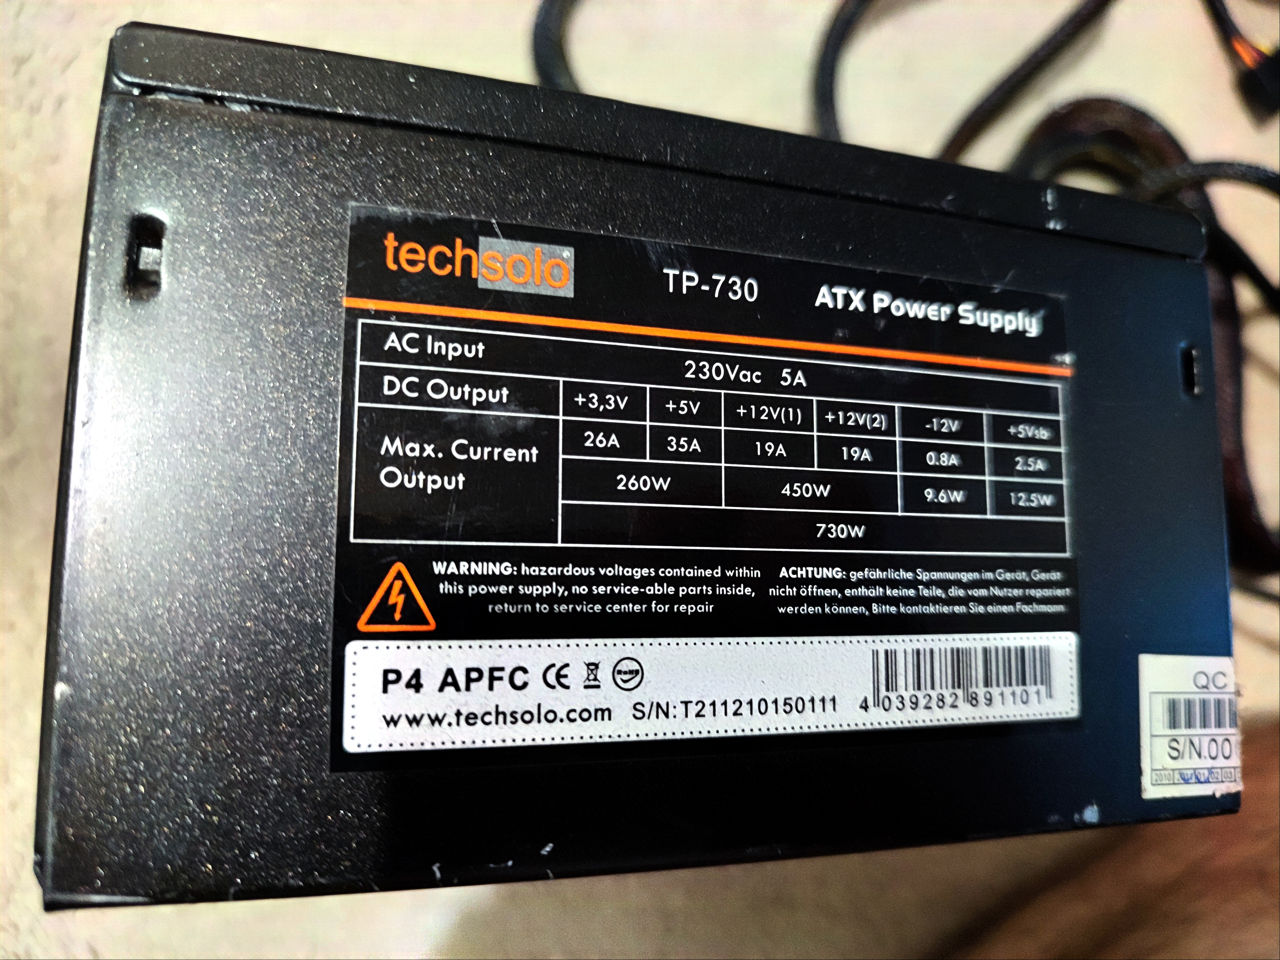 techsolo TP-730 ATX Power Supply
AC Input 230Vac 5A
DC Output +3,3V +5V +12V(1) +12V(2) -12V +5Vsb
Max. Current Output 26A 35A 19A 19A 0.8A 2.5A
260W 450W 9.6W 12.5W
730W
WARNING: hazardous voltages contained within
this power supply, no service-able parts inside,
return to service center for repair
ACHTUNG: gefährliche Spannungen im Gerät, Gerät
nicht öffnen, enthält keine Teile, die vom Nutzer repariert
werden können, Bitte kontaktieren Sie einen Fachmann
P4 APFC CE RoHS
www.techsolo.com S/N:T211210150111 4 039282 891101
QC
S/N.00
2010 02 03